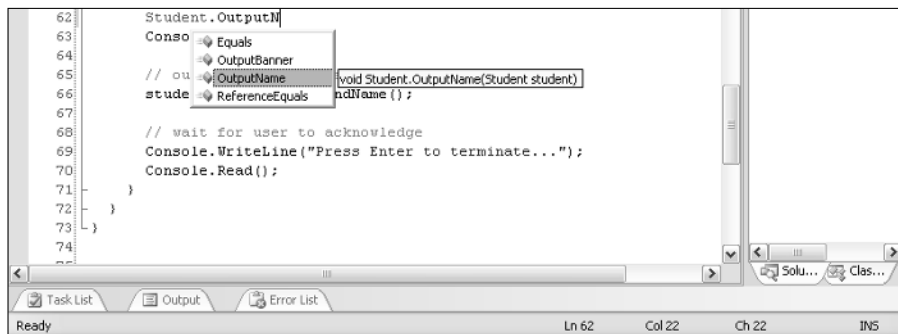 62 Student.OutputN
63 Conso
Equals
64
OutputBanner
65 // ou
OutputName void Student.OutputName(Student student)
66 stude ndName();
ReferenceEquals
67
68 // wait for user to acknowledge
69 Console.WriteLine("Press Enter to terminate...");
70 Console.Read();
71 }
72 }
73 }
74
Solu... Clas...
Task List Output Error List
Ready Ln 62 Col 22 Ch 22 INS